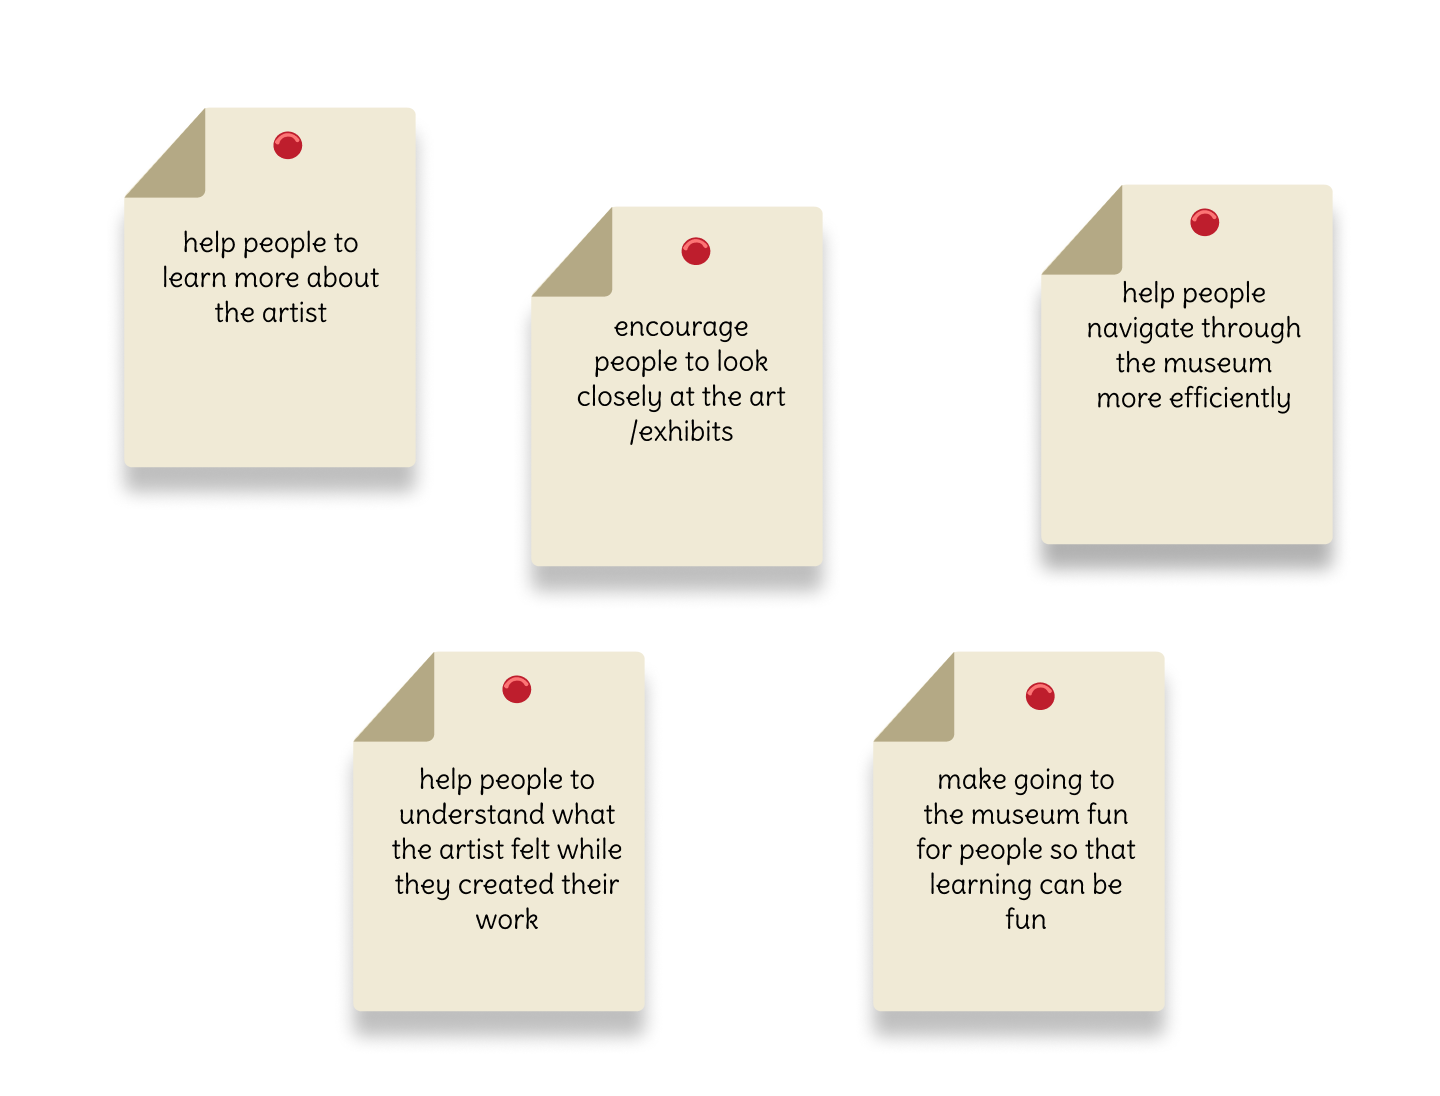 help people to
learn more about
the artist
encourage
people to look
closely at the art
/exhibits
help people
navigate through
the museum
more efficiently
help people to
understand what
the artist felt while
they created their
work
make going to
the museum fun
for people so that
learning can be
fun